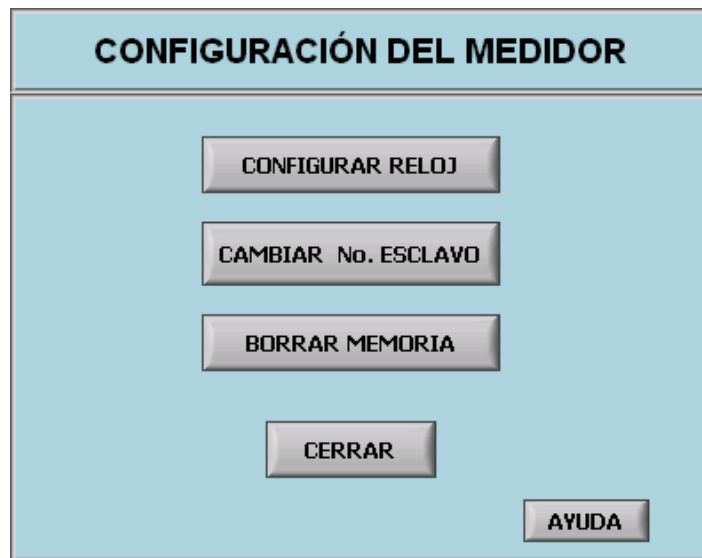 CONFIGURACIÓN DEL MEDIDOR
CONFIGURAR RELOJ
CAMBIAR No. ESCLAVO
BORRAR MEMORIA
CERRAR
AYUDA